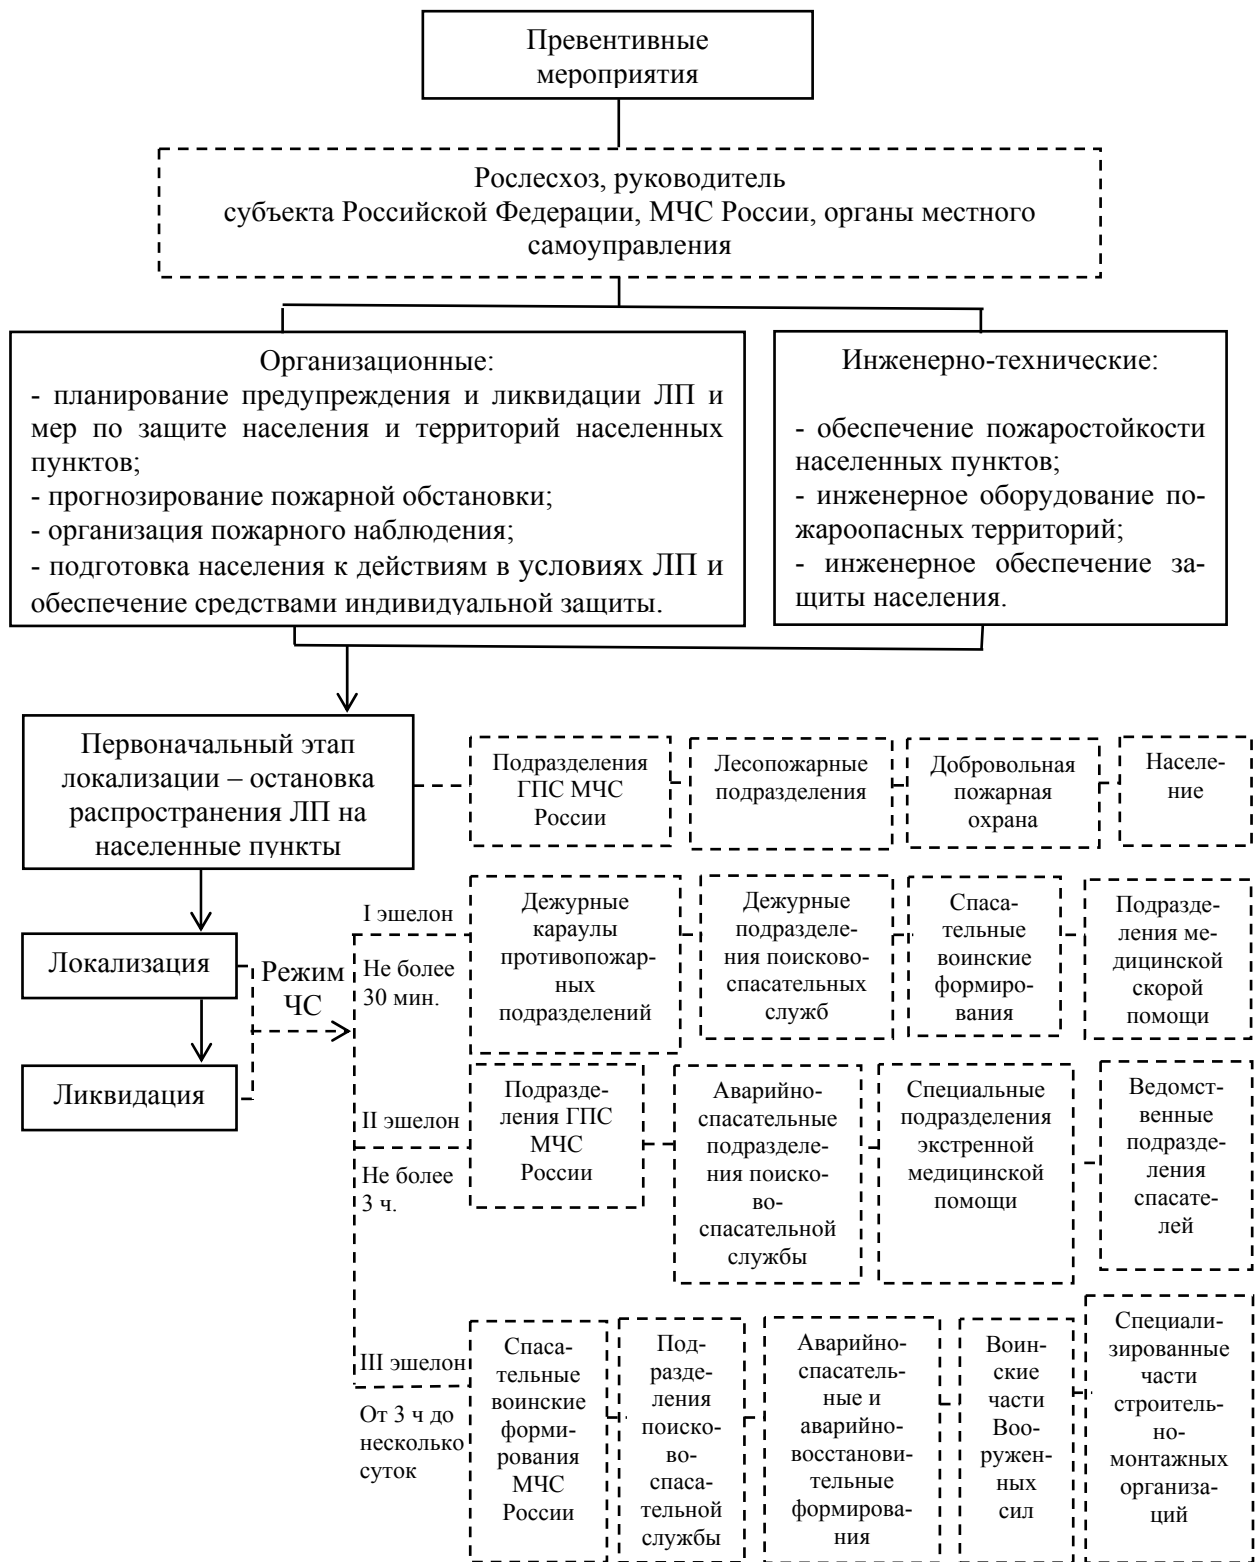 Превентивные
мероприятия
Рослесхоз, руководитель
субъекта Российской Федерации, МЧС России, органы местного
самоуправления
Организационные:
- планирование предупреждения и ликвидации ЛП и
мер по защите населения и территорий населенных
пунктов;
- прогнозирование пожарной обстановки;
- организация пожарного наблюдения;
- подготовка населения к действиям в условиях ЛП и
обеспечение средствами индивидуальной защиты.
Инженерно-технические:
- обеспечение пожаростойкости
населенных пунктов;
- инженерное оборудование по-
жароопасных территорий;
- инженерное обеспечение за-
щиты населения.
Первоначальный этап
локализации – остановка
распространения ЛП на
населенные пункты
Подразделения
ГПС МЧС
России
Лесопожарные
подразделения
Добровольная
пожарная
охрана
Населе-
ние
Локализация
Ликвидация
Режим
ЧС
I эшелон
Не более
30 мин.
Дежурные
караулы
противопожар-
ных
подразделений
Дежурные
подразделе-
ния поисково-
спасательных
служб
Спаса-
тельные
воинские
формиро-
вания
Подразде-
ления ме-
дицинской
скорой
помощи
II эшелон
Не более
3 ч.
Подразде-
ления ГПС
МЧС
России
Аварийно-
спасательные
подразделе-
ния поиско-
во-
спасательной
службы
Специальные
подразделения
экстренной
медицинской
помощи
Ведомст-
венные
подразде-
ления
спасате-
лей
III эшелон
От 3 ч до
несколько
суток
Спаса-
тельные
воинские
форми-
рования
МЧС
России
Под-
разде-
ления
поиско-
во-
спаса-
тельной
службы
Аварийно-
спасатель-
ные и
аварийно-
восстанови-
тельные
формирова-
ния
Воин-
ские
части
Воо-
ружен-
ных
сил
Специали-
зированные
части
строитель-
но-
монтажных
организа-
ций